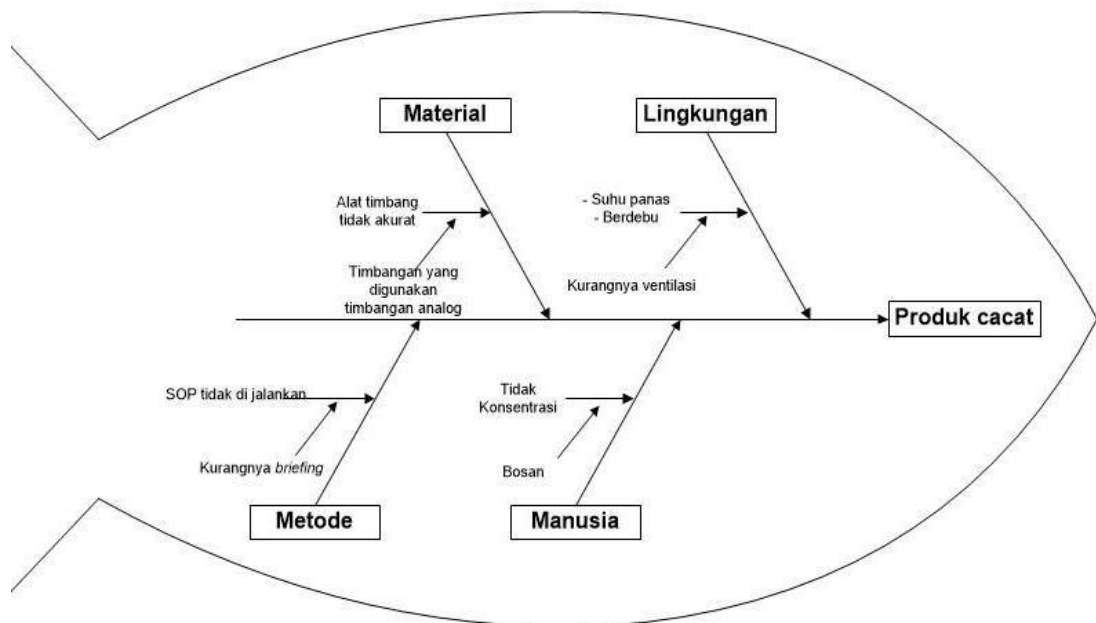 Material
Lingkungan
Alat timbang
tidak akurat
- Suhu panas
- Berdebu
Timbangan yang
digunakan
timbangan analog
Kurangnya ventilasi
Produk cacat
SOP tidak di jalankan
Tidak
Konsentrasi
Kurangnya briefing
Bosan
Metode
Manusia